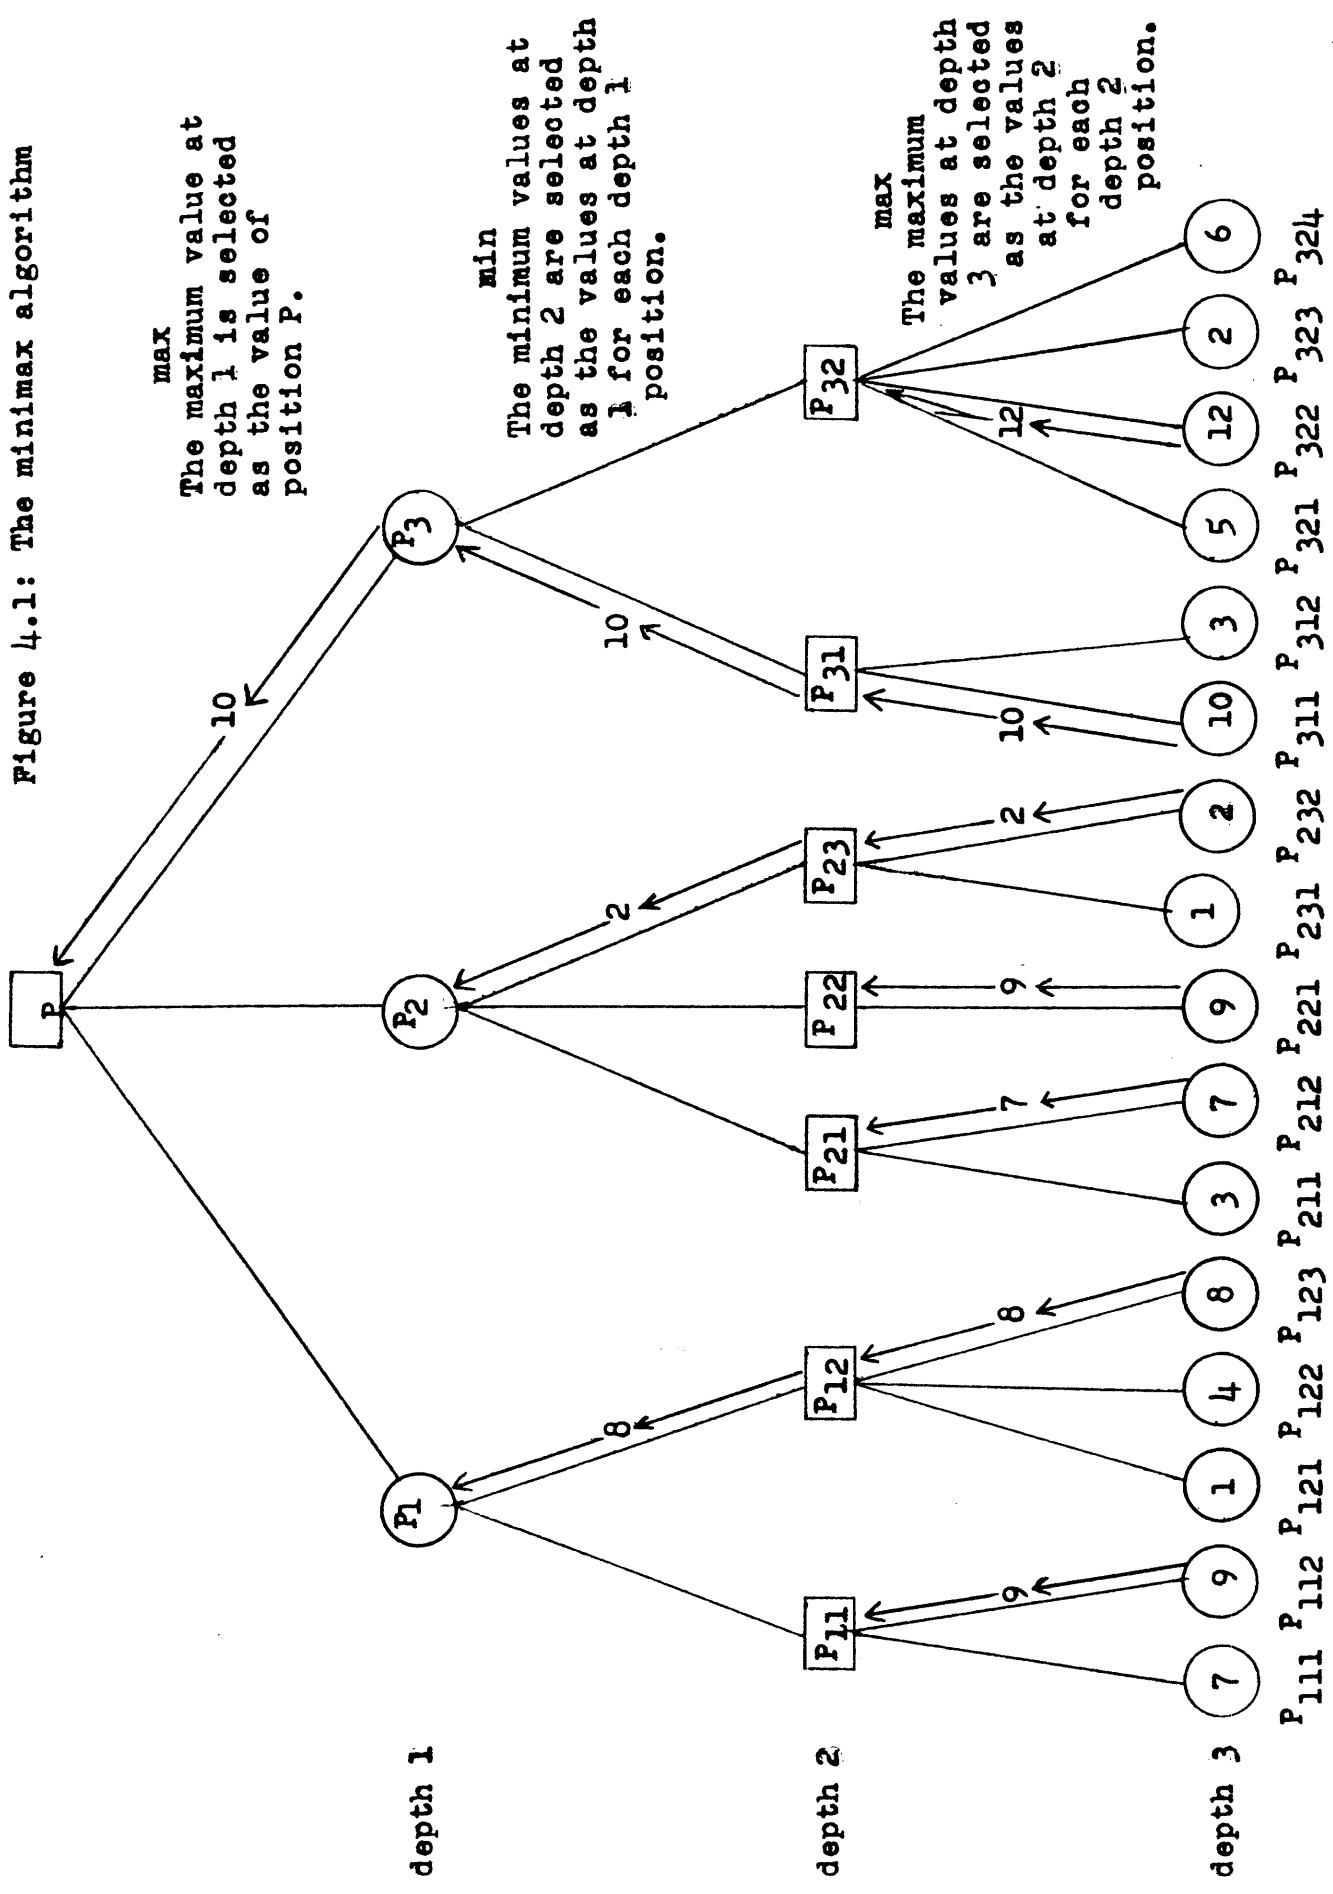 Figure 4.1: The minimax algorithm
P
max
The maximum value at
depth 1 is selected
as the value of
position P.
10
depth 1
P1
P2
P3
min
The minimum values at
depth 2 are selected
as the values at depth
1 for each depth 1
position.
8
2
10
depth 2
P11
P12
P21
P22
P23
P31
P32
max
The maximum
values at depth
3 are selected
as the values
at depth 2
for each
depth 2
position.
9
8
7
9
2
10
12
depth 3
7
9
1
4
8
3
7
9
1
2
10
3
5
12
2
6
P111
P112
P121
P122
P123
P211
P212
P221
P231
P232
P311
P312
P321
P322
P323
P324